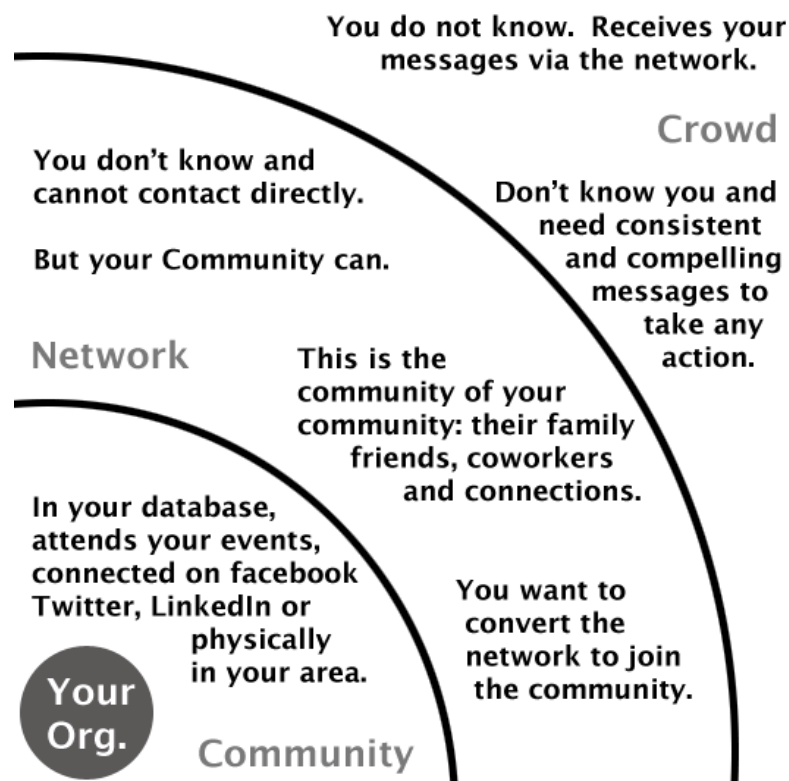 You do not know. Receives your
messages via the network.
Crowd
Don't know you and
need consistent
and compelling
messages to
take any
action.
You don't know and
cannot contact directly.
But your Community can.
Network
This is the
community of your
community: their family
friends, coworkers
and connections.
You want to
convert the
network to join
the community.
In your database,
attends your events,
connected on facebook
Twitter, LinkedIn or
physically
in your area.
Your
Org.
Community